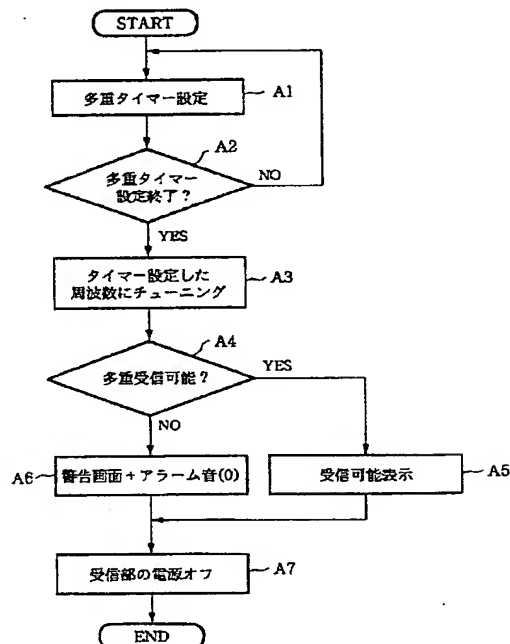 START
多重タイマー設定
A1
A2
多重タイマー
設定終了？
NO
YES
タイマー設定した
周波数にチューニング
A3
A4
多重受信可能？
YES
NO
A6
警告画面+アラーム音(0)
受信可能表示
A5
受信部の電源オフ
A7
END